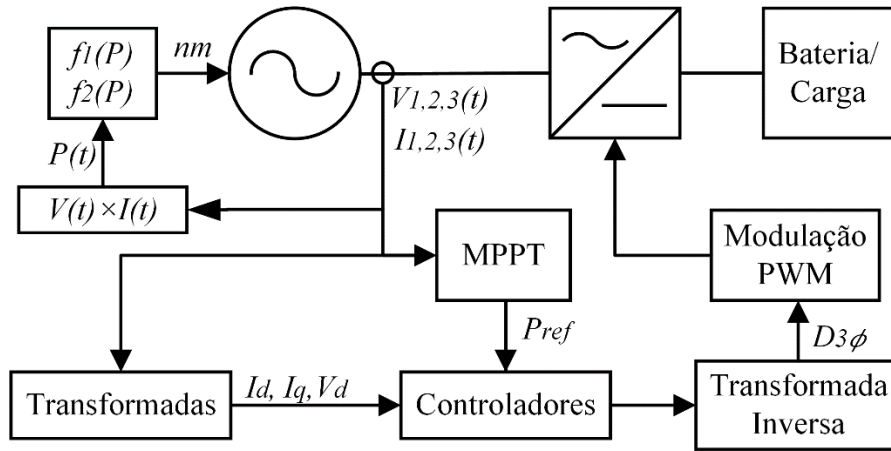 f1(P)
f2(P)
nm
V1,2,3(t)
I1,2,3(t)
Bateria/
Carga
P(t)
V(t)×I(t)
MPPT
Modulação
PWM
Pref
D3ϕ
Transformadas
Id, Iq, Vd
Controladores
Transformada
Inversa